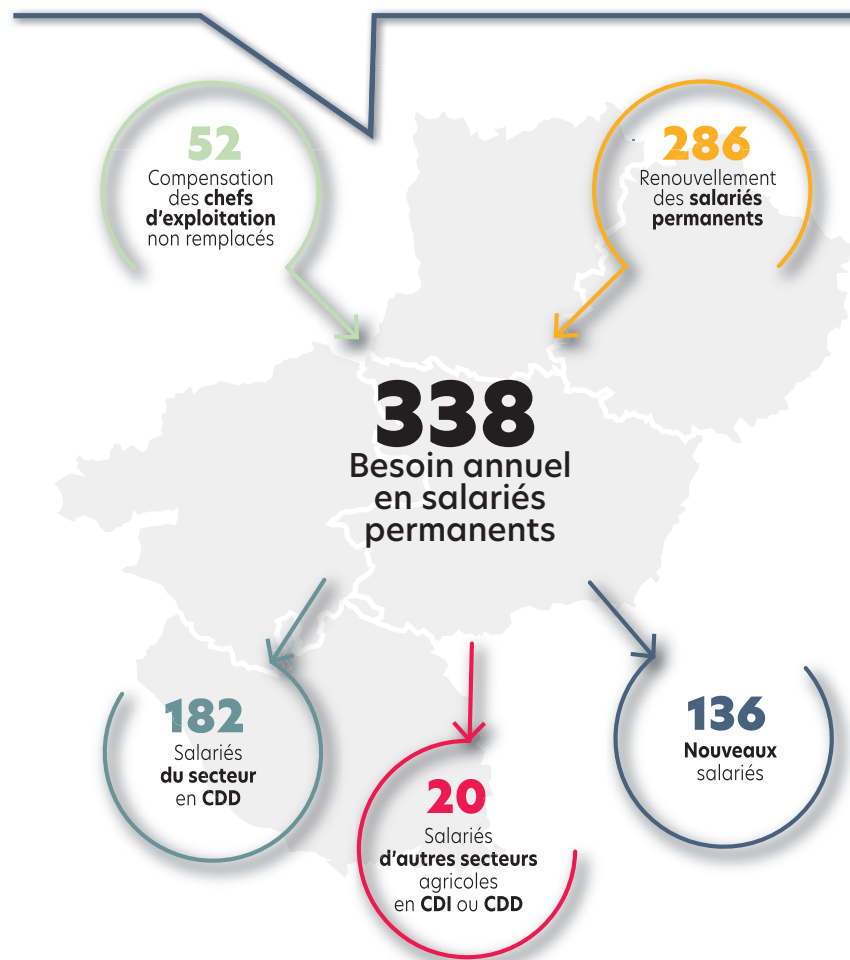 52
Compensation
des chefs
d'exploitation
non remplacés
286
Renouvellement
des salariés
permanents
338
Besoin annuel
en salariés
permanents
182
Salariés
du secteur
en CDD
20
Salariés
d'autres secteurs
agricoles
en CDI ou CDD
136
Nouveaux
salariés